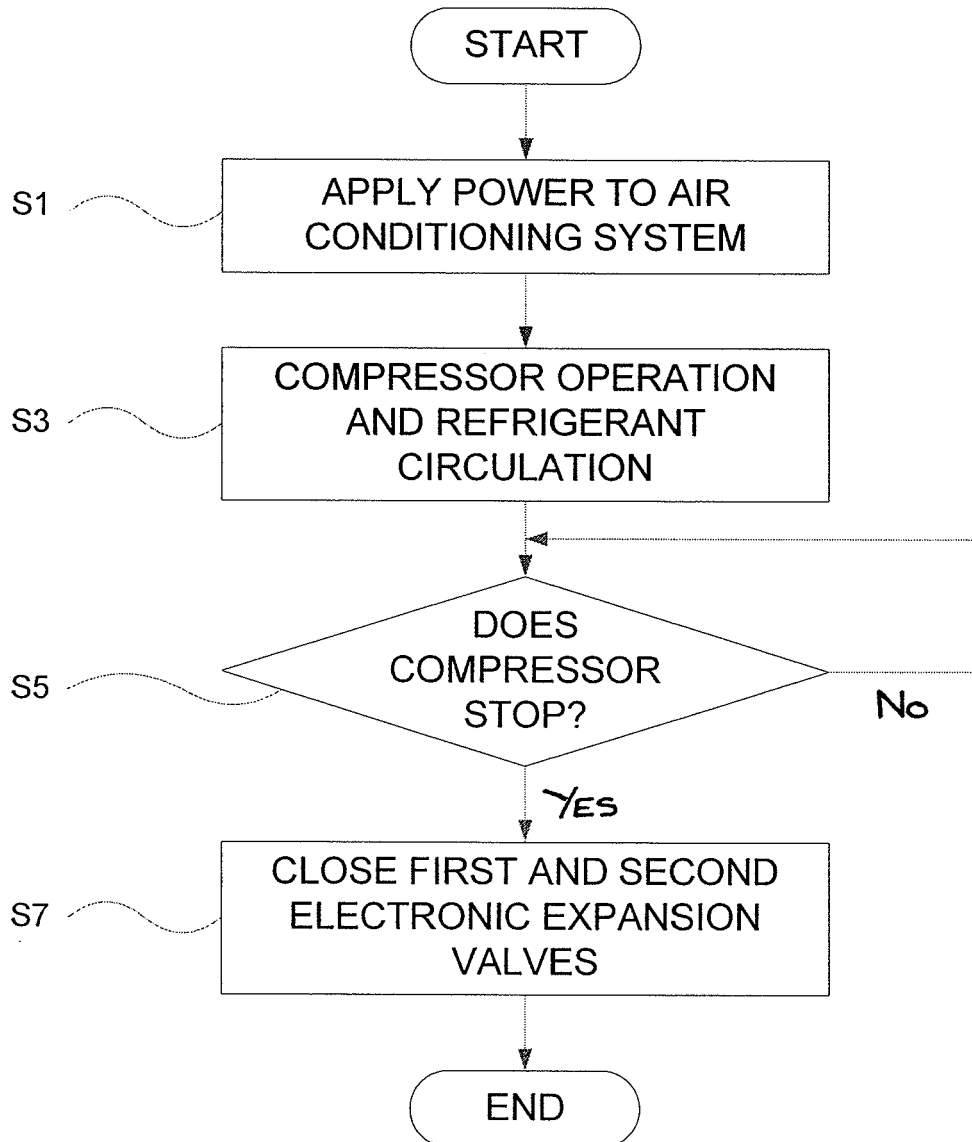 START
S1
APPLY POWER TO AIR
CONDITIONING SYSTEM
S3
COMPRESSOR OPERATION
AND REFRIGERANT
CIRCULATION
S5
DOES
COMPRESSOR
STOP?
No
YES
S7
CLOSE FIRST AND SECOND
ELECTRONIC EXPANSION
VALVES
END